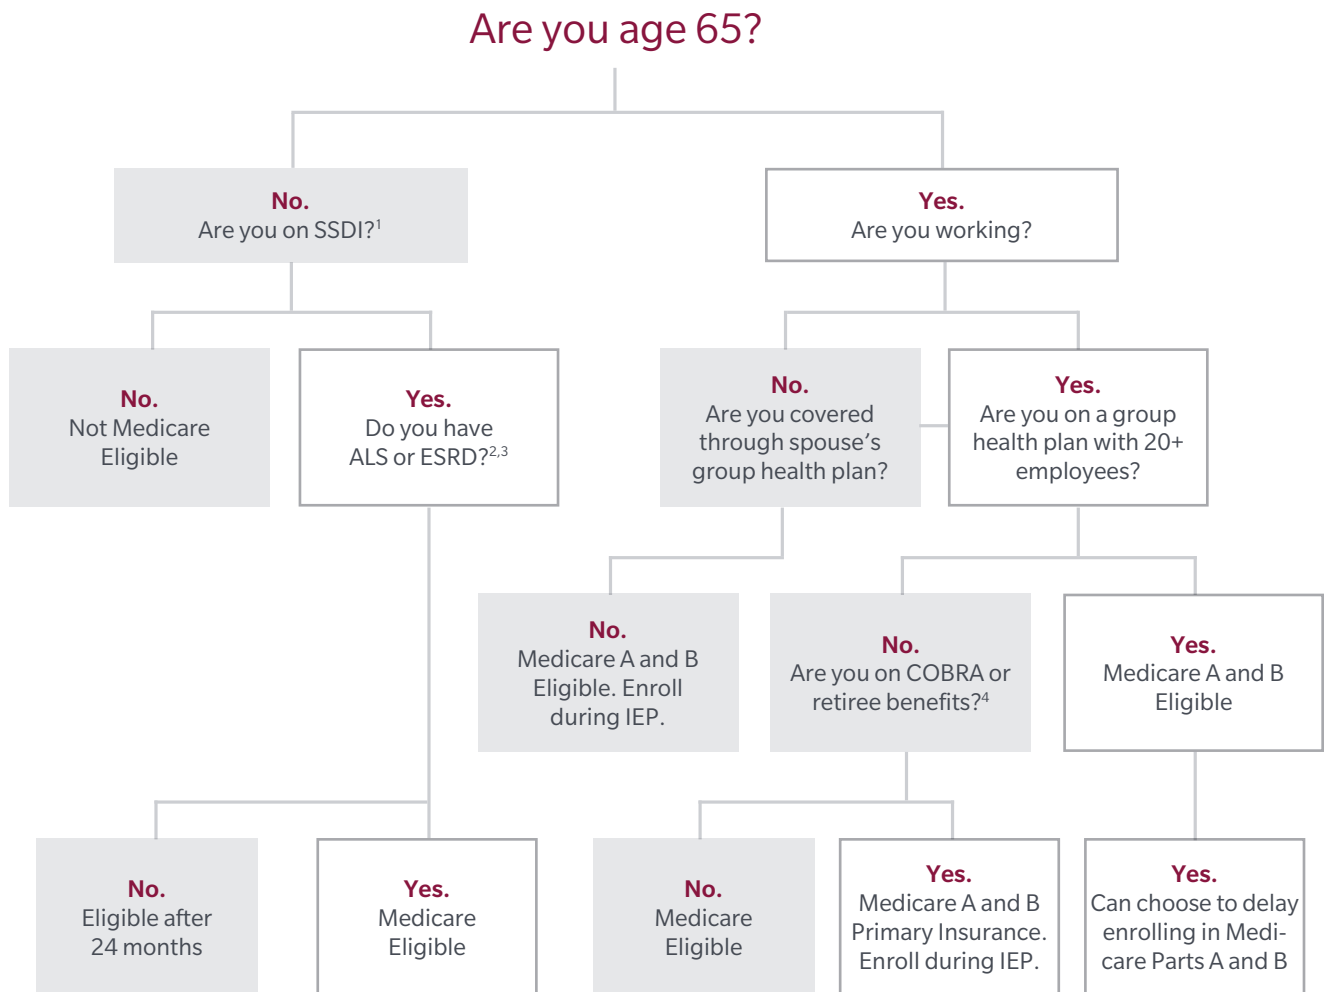 Are you age 65?
No.
Are you on SSDI?1
Yes.
Are you working?
No.
Not Medicare
Eligible
Yes.
Do you have
ALS or ESRD?2,3
No.
Are you covered
through spouse’s
group health plan?
Yes.
Are you on a group
health plan with 20+
employees?
No.
Medicare A and B
Eligible. Enroll
during IEP.
No.
Are you on COBRA or
retiree benefits?4
Yes.
Medicare A and B
Eligible
No.
Eligible after
24 months
Yes.
Medicare
Eligible
No.
Medicare
Eligible
Yes.
Medicare A and B
Primary Insurance.
Enroll during IEP.
Yes.
Can choose to delay
enrolling in Medi-
care Parts A and B